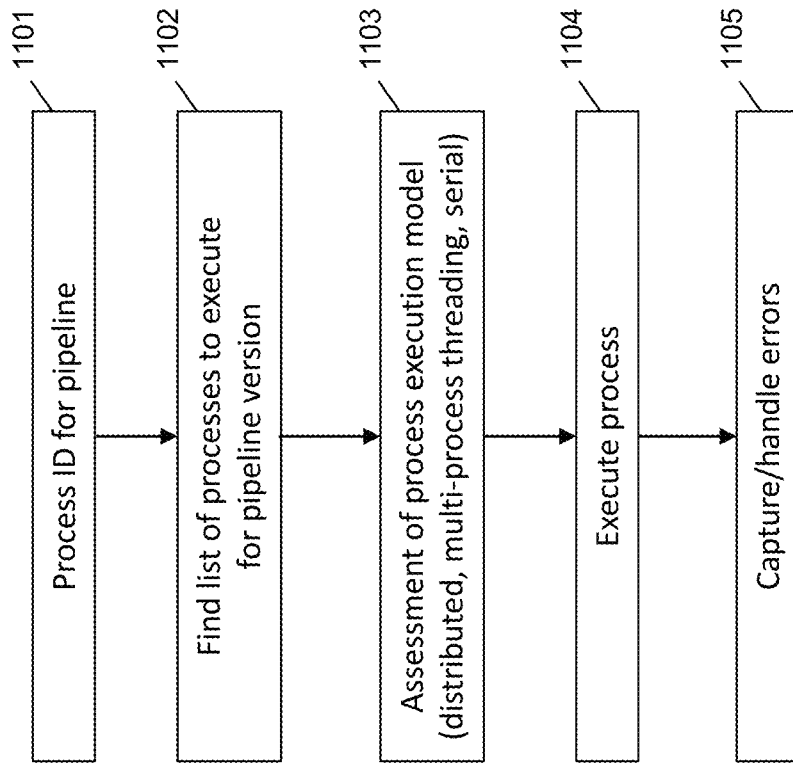 1101
Process ID for pipeline
1102
Find list of processes to execute
for pipeline version
1103
Assessment of process execution model
(distributed, multi-process threading, serial)
1104
Execute process
1105
Capture/handle errors